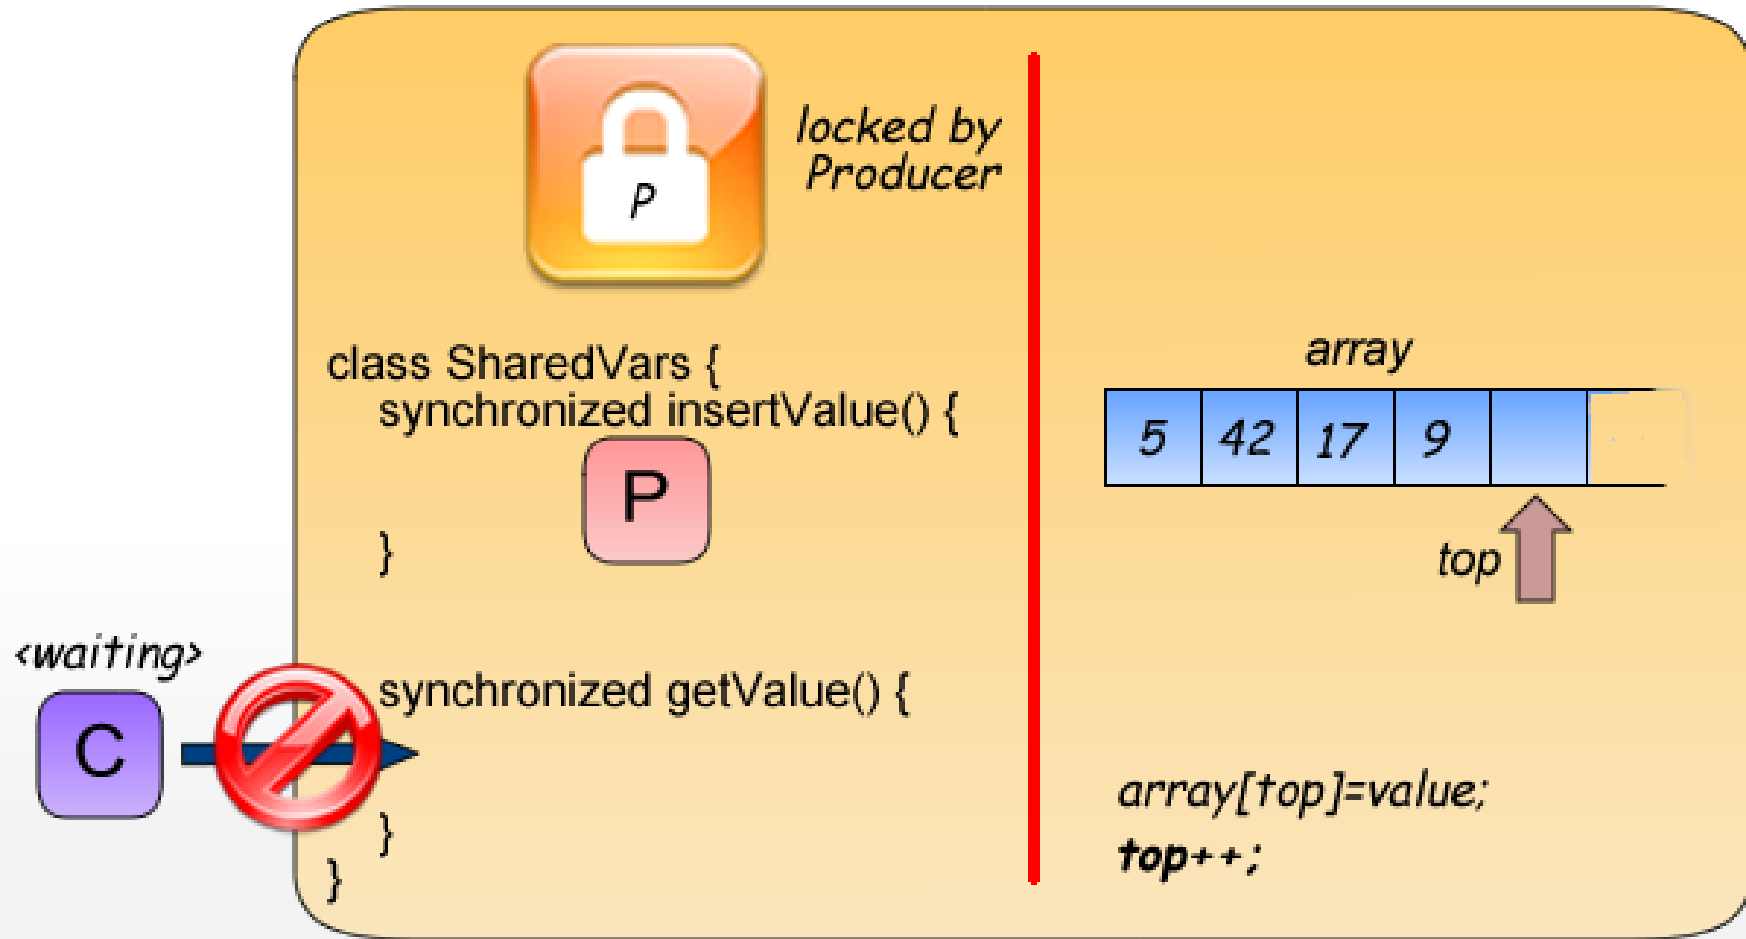 locked by
Producer
P
class SharedVars {
synchronized insertValue() {
P
}
<waiting>
C
synchronized getValue() {
}
}
array
5 42 17 9
top
array[top]=value;
top++;